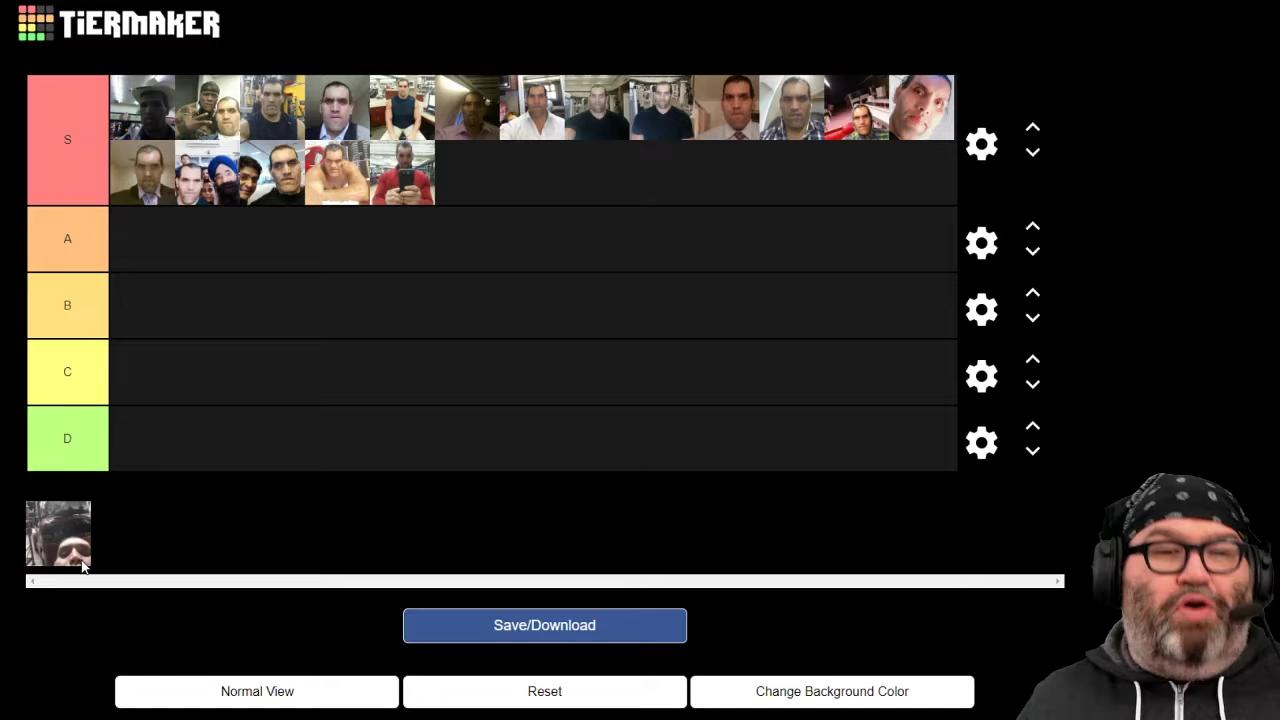 TIERMAKER
S
A
B
C
D
Save/Download
Normal View
Reset
Change Background Color